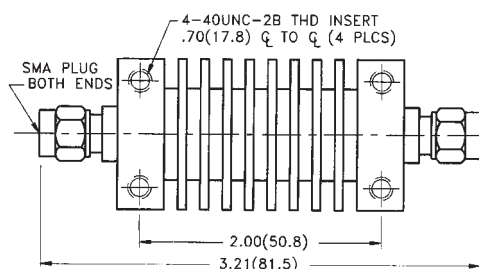 4-40UNC-2B THD INSERT
.70(17.8) ℄ TO ℄ (4 PLCS)
SMA PLUG
BOTH ENDS
2.00(50.8)
3.21(81.5)